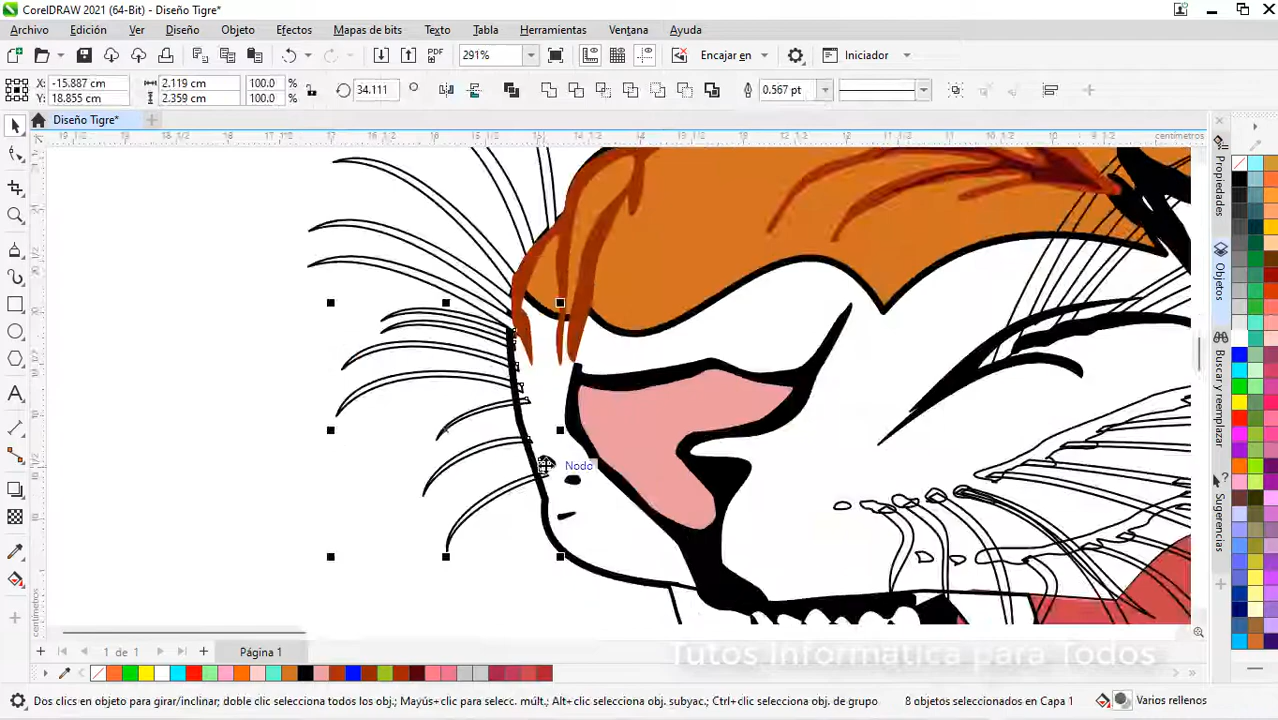 CorelDRAW 2021 (64-Bit) - Diseño Tigre*
Archivo Edición Ver Diseño Objeto Efectos Mapas de bits Texto Tabla Herramientas Ventana Ayuda
PDF 291% Encajar en Iniciador
X: -15.887 cm 2.119 cm 100.0 %
Y: 18.855 cm 2.359 cm 100.0 %
34.111 0.567 pt
Diseño Tigre*
centímetros
Propiedades
Objetos
Buscar y reemplazar
Sugerencias
Nodo
centímetros
1 de 1 Página 1
Tutos Informatica Para Todos
Dos clics en objeto para girar/inclinar; doble clic selecciona todos los obj.; Mayús+clic para selecc. múlt.; Alt+clic selecciona obj. subyac.; Ctrl+clic selecciona obj. de grupo 8 objetos seleccionados en Capa 1 Varios rellenos